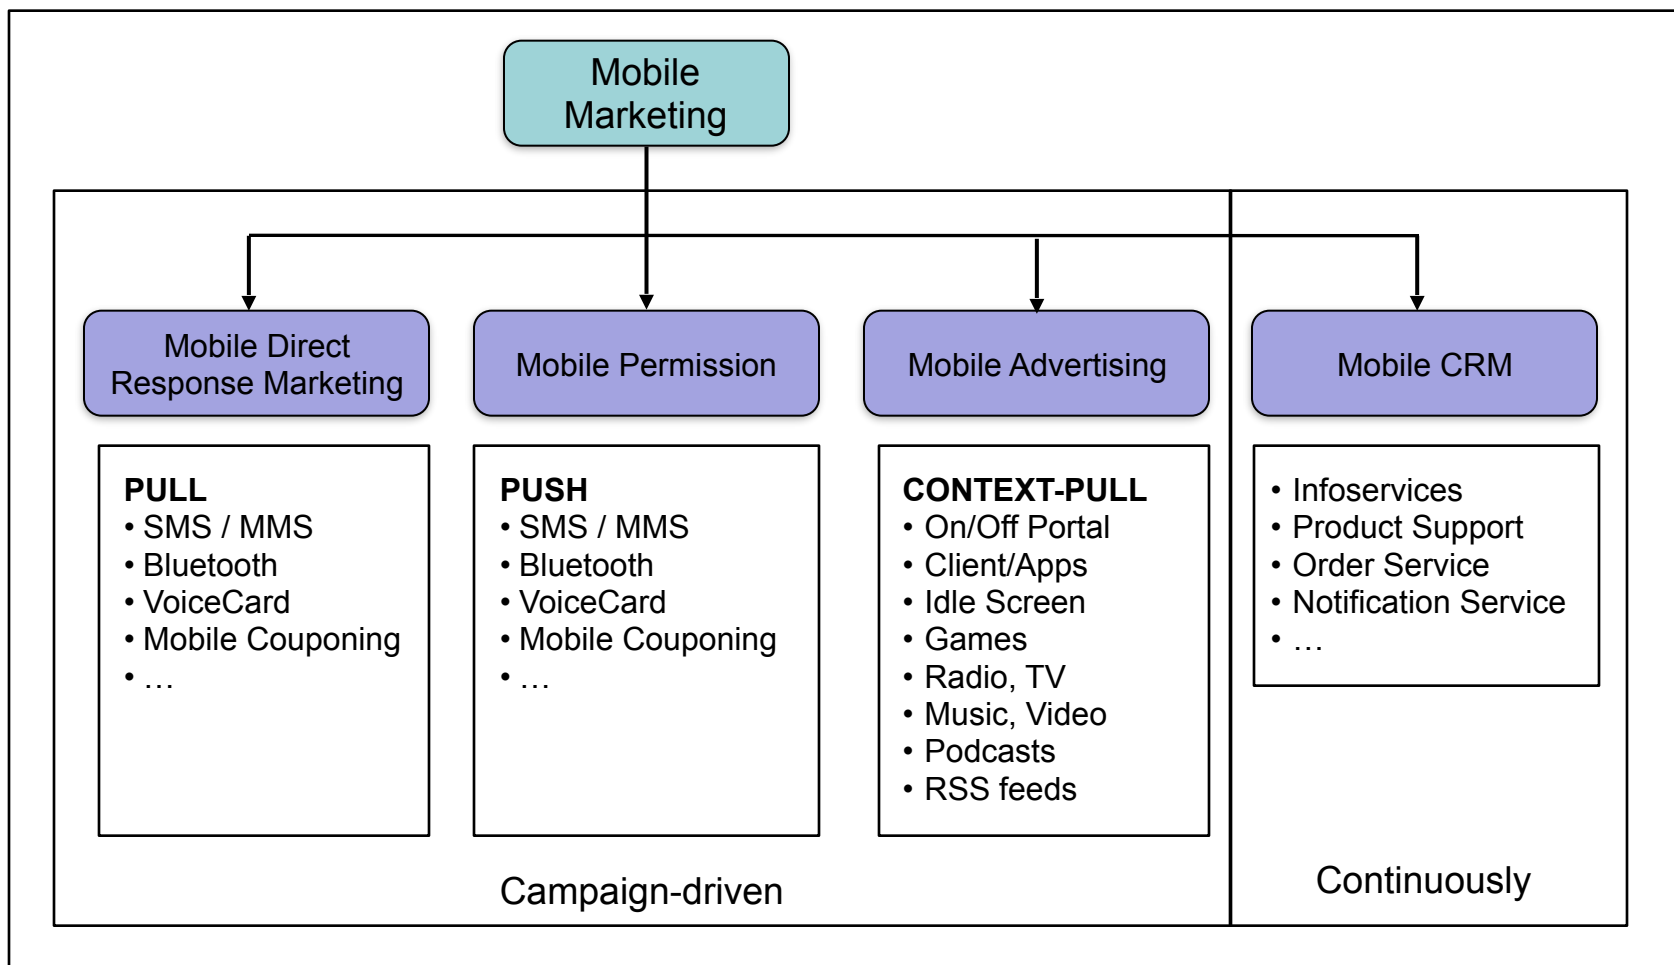 Mobile
Marketing
Mobile Direct
Response Marketing
Mobile Permission
Mobile Advertising
Mobile CRM
PULL
• SMS / MMS
• Bluetooth
• VoiceCard
• Mobile Couponing
• …
PUSH
• SMS / MMS
• Bluetooth
• VoiceCard
• Mobile Couponing
• …
CONTEXT-PULL
• On/Off Portal
• Client/Apps
• Idle Screen
• Games
• Radio, TV
• Music, Video
• Podcasts
• RSS feeds
• Infoservices
• Product Support
• Order Service
• Notification Service
• …
Campaign-driven
Continuously